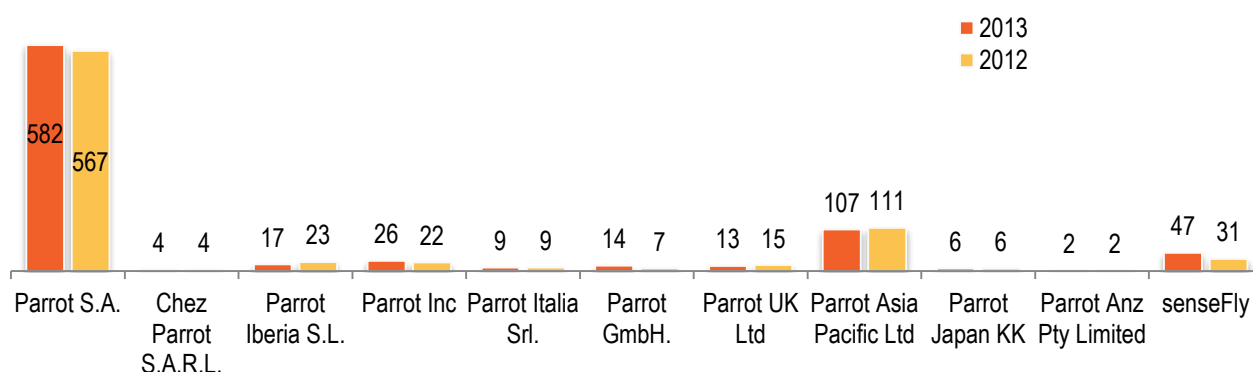 2013
2012
582
567
4 4
17 23
26 22
9 9
14 7
13 15
107 111
6 6
2 2
47 31
Parrot S.A.
Chez
Parrot
S.A.R.L.
Parrot
Iberia S.L.
Parrot Inc
Parrot Italia
Srl.
Parrot
GmbH.
Parrot UK
Ltd
Parrot Asia
Pacific Ltd
Parrot
Japan KK
Parrot Anz
Pty Limited
senseFly